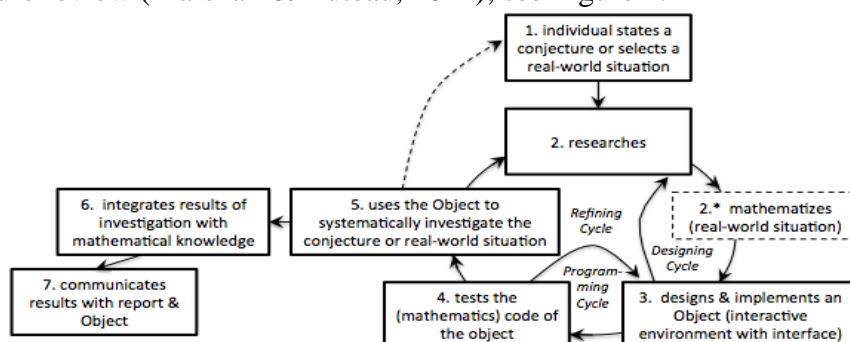 1. individual states a
conjecture or selects a
real-world situation
2. researches
6. integrates results of
investigation with
mathematical knowledge
5. uses the Object to
systematically investigate the
conjecture or real-world situation
Refining
Cycle
2.* mathematizes
(real-world situation)
Designing
Cycle
7. communicates
results with report &
Object
4. tests the
(mathematics) code of
the object
Program-
ming
Cycle
3. designs & implements an
Object (interactive
environment with interface)